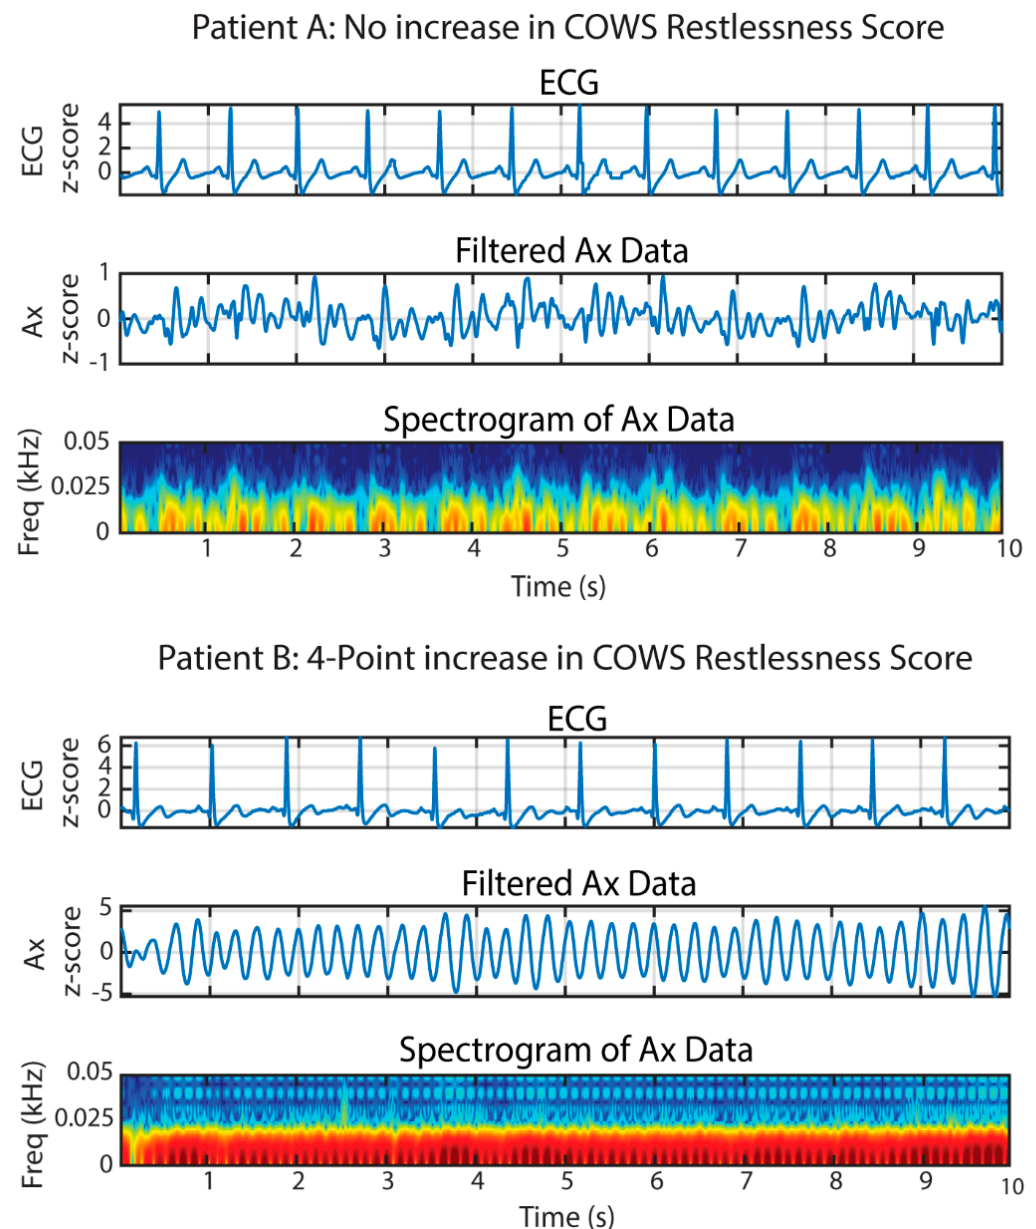 Patient A: No increase in COWS Restlessness Score
ECG
ECG
z-score
4
2
0
Filtered Ax Data
Ax
z-score
1
0
-1
Spectrogram of Ax Data
Freq (kHz)
0.05
0.025
0
1 2 3 4 5 6 7 8 9 10
Time (s)
Patient B: 4-Point increase in COWS Restlessness Score
ECG
ECG
z-score
6
4
2
0
Filtered Ax Data
Ax
z-score
5
0
-5
Spectrogram of Ax Data
Freq (kHz)
0.05
0.025
0
1 2 3 4 5 6 7 8 9 10
Time (s)